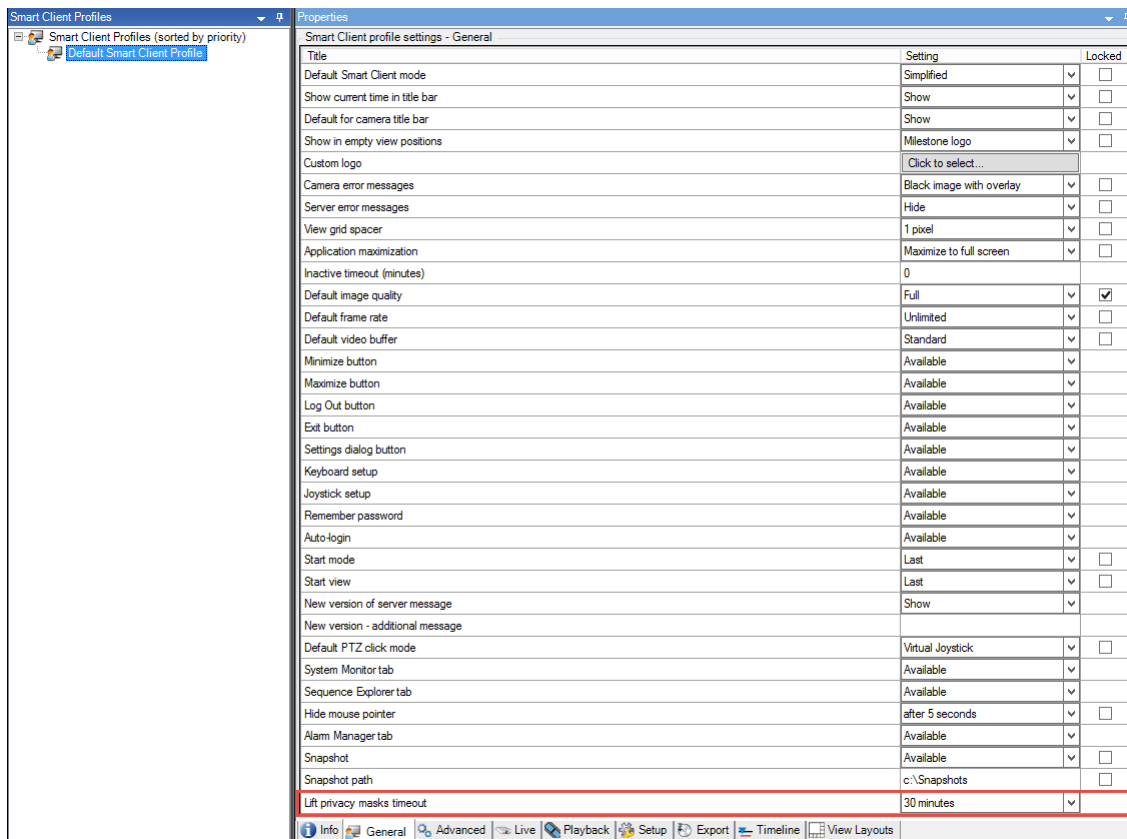 Smart Client Profiles
Smart Client Profiles (sorted by priority)
Default Smart Client Profile
Properties
Smart Client profile settings - General
Title Setting Locked
Default Smart Client mode Simplified
Show current time in title bar Show
Default for camera title bar Show
Show in empty view positions Milestone logo
Custom logo Click to select...
Camera error messages Black image with overlay
Server error messages Hide
View grid spacer 1 pixel
Application maximization Maximize to full screen
Inactive timeout (minutes) 0
Default image quality Full
Default frame rate Unlimited
Default video buffer Standard
Minimize button Available
Maximize button Available
Log Out button Available
Exit button Available
Settings dialog button Available
Keyboard setup Available
Joystick setup Available
Remember password Available
Auto-login Available
Start mode Last
Start view Last
New version of server message Show
New version - additional message
Default PTZ click mode Virtual Joystick
System Monitor tab Available
Sequence Explorer tab Available
Hide mouse pointer after 5 seconds
Alarm Manager tab Available
Snapshot Available
Snapshot path c:\Snapshots
Lift privacy masks timeout 30 minutes
Info General Advanced Live Playback Setup Export Timeline View Layouts